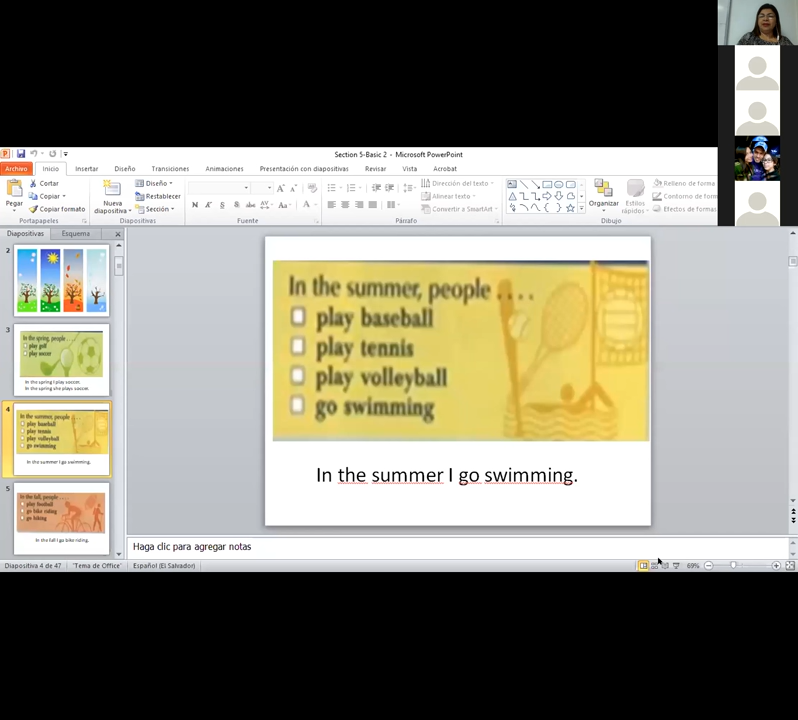 Section 5-Basic 2 - Microsoft PowerPoint
Archivo Inicio Insertar Diseño Transiciones Animaciones Presentación con diapositivas Revisar Vista Acrobat
Cortar
Copiar
Copiar formato
Pegar
Portapapeles
Nueva
diapositiva
Diseño
Restablecer
Sección
Diapositivas
Fuente
Dirección del texto
Alinear texto
Convertir a SmartArt
Párrafo
Organizar
Estilos
rápidos
Relleno de forma
Contorno de forma
Efectos de formas
Dibujo
Diapositivas Esquema
2
3
In the spring, people ...
play golf
play soccer
In the spring I play soccer.
In the spring she plays soccer.
4
In the summer, people ...
play baseball
play tennis
play volleyball
go swimming
In the summer I go swimming.
5
In the fall, people ...
play football
go bike riding
go hiking
In the fall I go bike riding.
In the summer, people ....
play baseball
play tennis
play volleyball
go swimming
In the summer I go swimming.
Haga clic para agregar notas
Diapositiva 4 de 47 "Tema de Office" Español (El Salvador) 69%